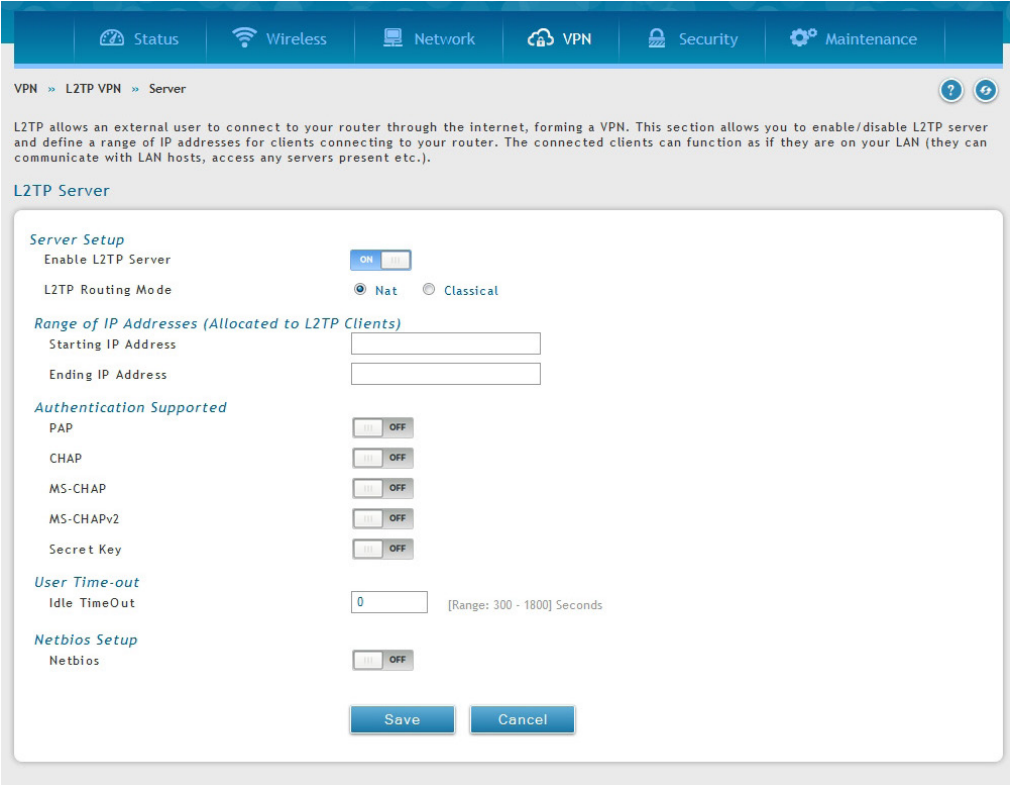 Status Wireless Network VPN Security Maintenance
VPN » L2TP VPN » Server
L2TP allows an external user to connect to your router through the internet, forming a VPN. This section allows you to enable/disable L2TP server
and define a range of IP addresses for clients connecting to your router. The connected clients can function as if they are on your LAN (they can
communicate with LAN hosts, access any servers present etc.).
L2TP Server
Server Setup
Enable L2TP Server ON
L2TP Routing Mode Nat Classical
Range of IP Addresses (Allocated to L2TP Clients)
Starting IP Address
Ending IP Address
Authentication Supported
PAP OFF
CHAP OFF
MS-CHAP OFF
MS-CHAPv2 OFF
Secret Key OFF
User Time-out
Idle TimeOut 0 [Range: 300 - 1800] Seconds
Netbios Setup
Netbios OFF
Save Cancel